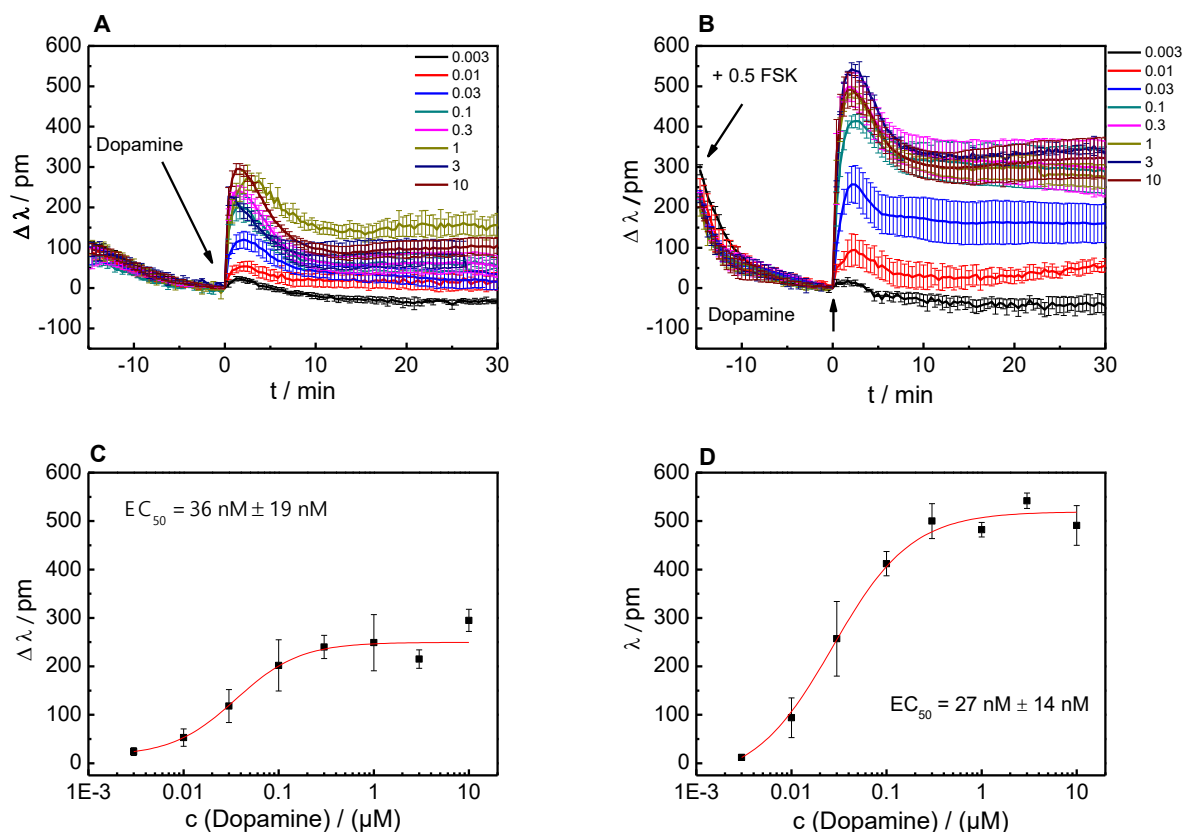 A
600
500
400
300
200
100
0
-100
Δ λ / pm
Dopamine
0.003
0.01
0.03
0.1
0.3
1
3
10
-10 0 10 20 30
t / min
B
600
500
400
300
200
100
0
-100
Δ λ / pm
+ 0.5 FSK
Dopamine
0.003
0.01
0.03
0.1
0.3
1
3
10
-10 0 10 20 30
t / min
C
600
500
400
300
200
100
0
Δ λ / pm
EC50 = 36 nM ± 19 nM
1E-3 0.01 0.1 1 10
c (Dopamine) / (µM)
D
600
500
400
300
200
100
0
λ / pm
EC50 = 27 nM ± 14 nM
1E-3 0.01 0.1 1 10
c (Dopamine) / (µM)